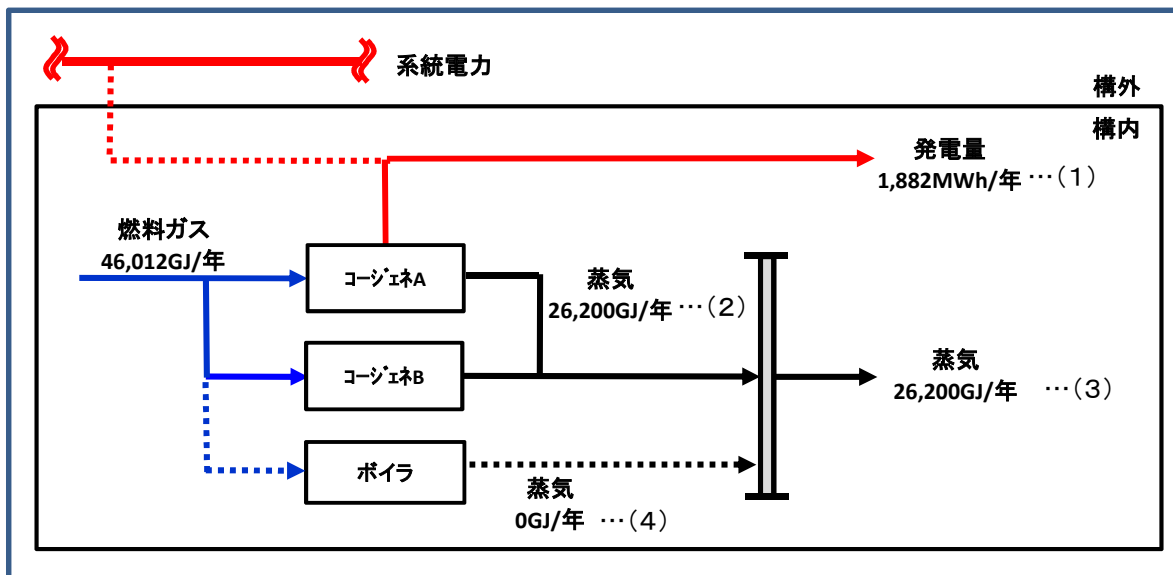 系統電力
構外
構内
発電量
1,882MWh/年 …(1)
燃料ガス
46,012GJ/年
コージェネA
蒸気
26,200GJ/年 …(2)
コージェネB
蒸気
26,200GJ/年 …(3)
ボイラ
蒸気
0GJ/年 …(4)